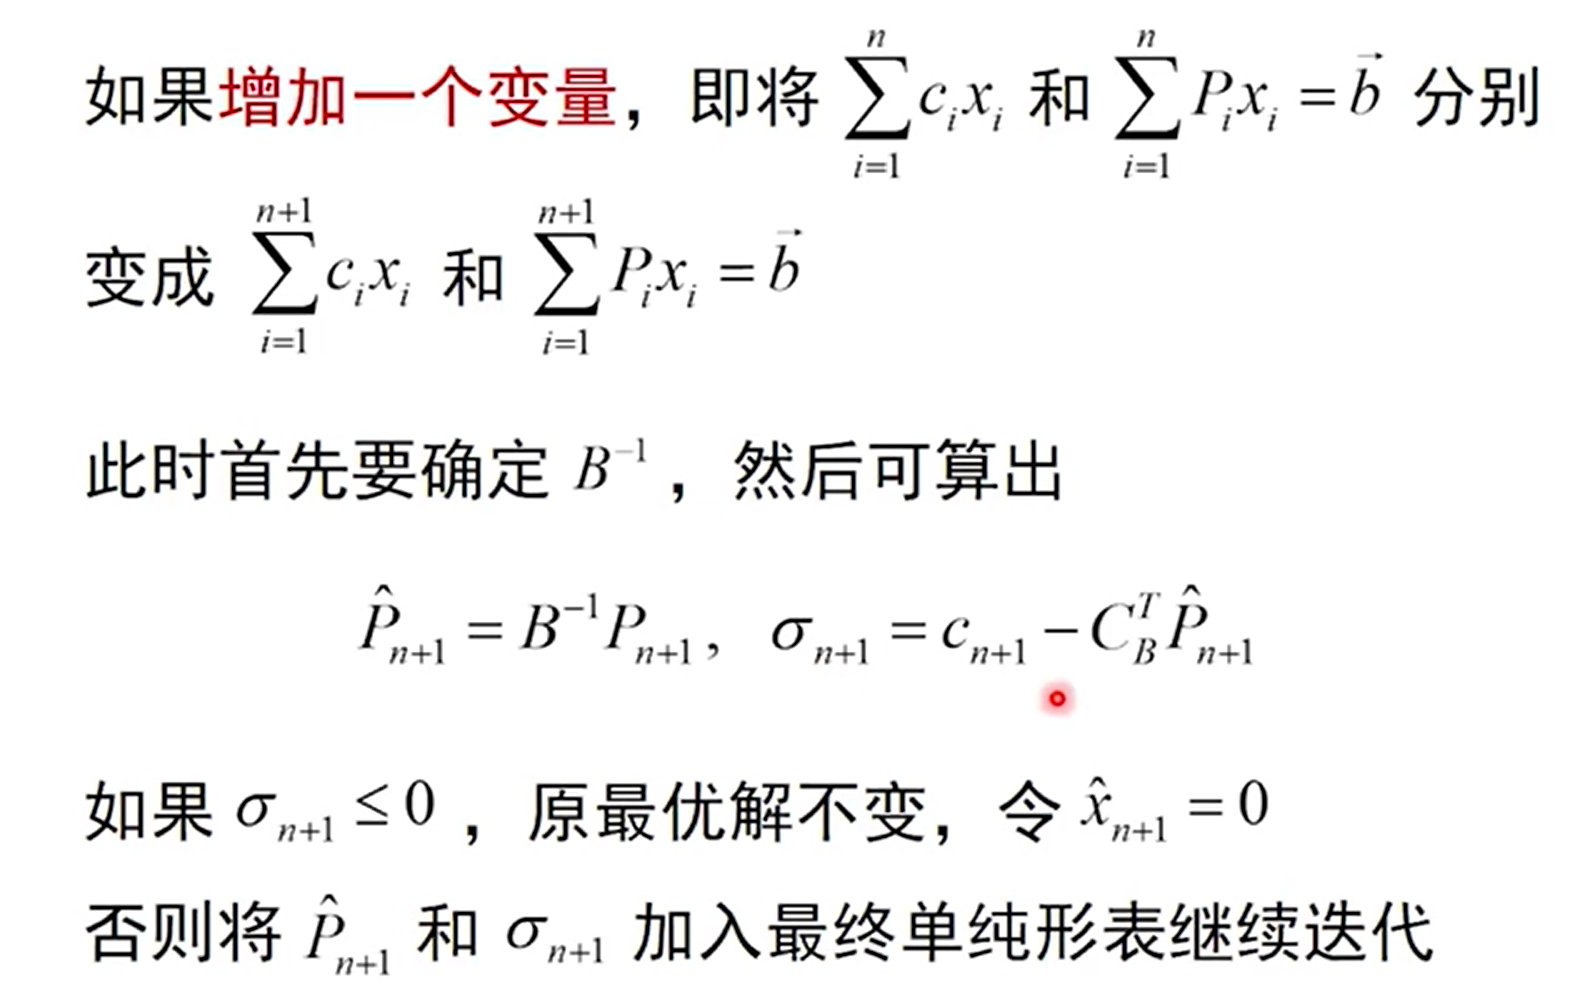 如果增加一个变量，即将 $\sum_{i=1}^{n} c_i x_i$ 和 $\sum_{i=1}^{n} P_i x_i = \vec{b}$ 分别
变成 $\sum_{i=1}^{n+1} c_i x_i$ 和 $\sum_{i=1}^{n+1} P_i x_i = \vec{b}$
此时首先要确定 $B^{-1}$，然后可算出
$\hat{P}_{n+1} = B^{-1} P_{n+1}, \sigma_{n+1} = c_{n+1} - C_B^T \hat{P}_{n+1}$
如果 $\sigma_{n+1} \leq 0$，原最优解不变，令 $\hat{x}_{n+1} = 0$
否则将 $\hat{P}_{n+1}$ 和 $\sigma_{n+1}$ 加入最终单纯形表继续迭代